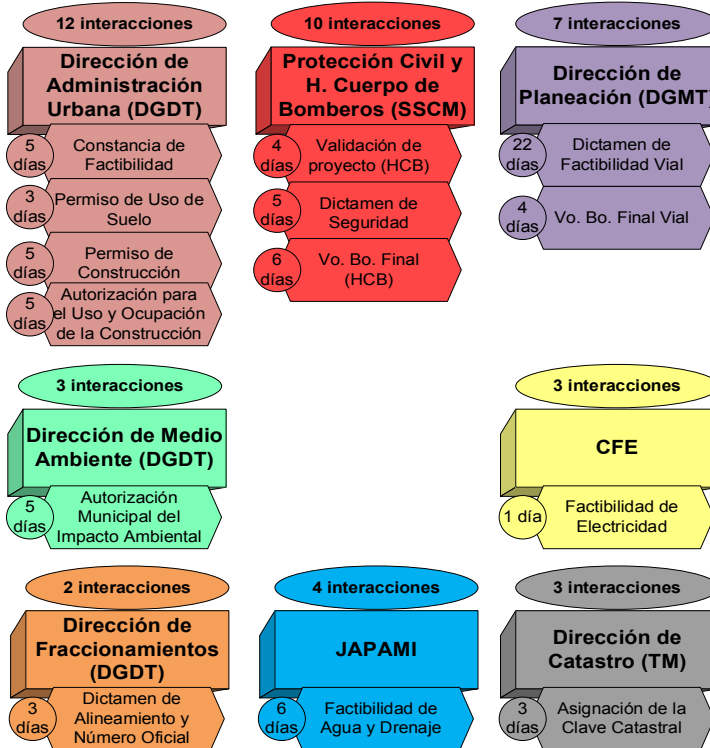 12 interacciones
Dirección de
Administración
Urbana (DGDT)
5
días
Constancia de
Factibilidad
3
días
Permiso de Uso de
Suelo
5
días
Permiso de
Construcción
5
días
Autorización para
el Uso y Ocupación
de la Construcción
10 interacciones
Protección Civil y
H. Cuerpo de
Bomberos (SSCM)
4
días
Validación de
proyecto (HCB)
5
días
Dictamen de
Seguridad
6
días
Vo. Bo. Final
(HCB)
7 interacciones
Dirección de
Planeación (DGMT)
22
días
Dictamen de
Factibilidad Vial
4
días
Vo. Bo. Final Vial
3 interacciones
Dirección de Medio
Ambiente (DGDT)
5
días
Autorización
Municipal del
Impacto Ambiental
3 interacciones
CFE
1 día
Factibilidad de
Electricidad
2 interacciones
Dirección de
Fraccionamientos
(DGDT)
3
días
Dictamen de
Alineamiento y
Número Oficial
4 interacciones
JAPAMI
6
días
Factibilidad de
Agua y Drenaje
3 interacciones
Dirección de
Catastro (TM)
3
días
Asignación de la
Clave Catastral